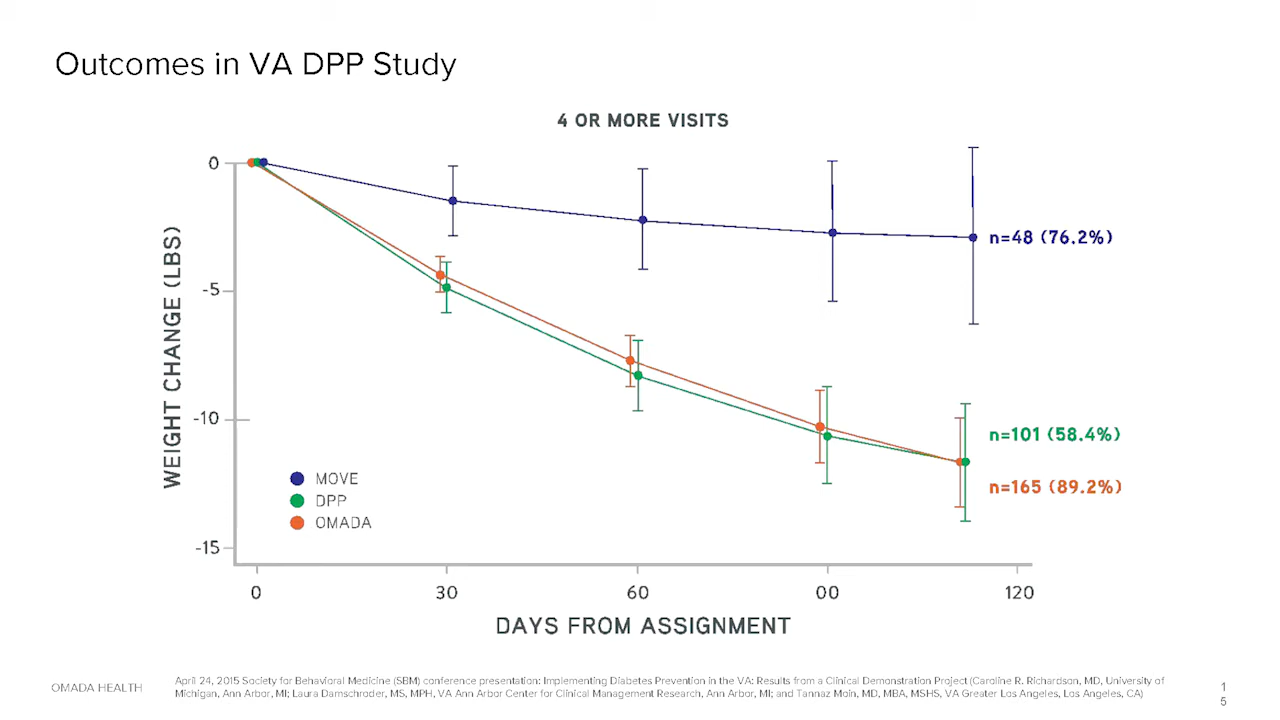 Outcomes in VA DPP Study
4 OR MORE VISITS
WEIGHT CHANGE (LBS)
0
-5
-10
-15
n=48 (76.2%)
n=101 (58.4%)
n=165 (89.2%)
MOVE
DPP
OMADA
0 30 60 00 120
DAYS FROM ASSIGNMENT
OMADA HEALTH
April 24, 2015 Society for Behavioral Medicine (SBM) conference presentation: Implementing Diabetes Prevention in the VA: Results from a Clinical Demonstration Project (Caroline R. Richardson, MD, University of
Michigan, Ann Arbor, MI; Laura Damschroder, MS, MPH, VA Ann Arbor Center for Clinical Management Research, Ann Arbor, MI; and Tannaz Moin, MD, MBA, MSHS, VA Greater Los Angeles, Los Angeles, CA)
1
5